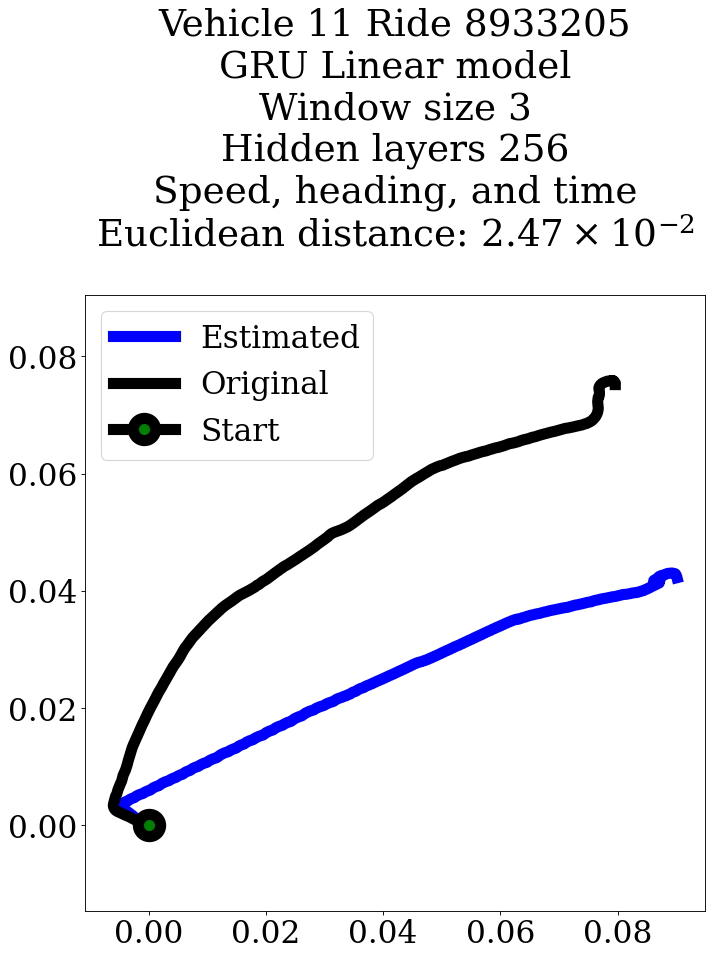 Vehicle 11 Ride 8933205
GRU Linear model
Window size 3
Hidden layers 256
Speed, heading, and time
Euclidean distance: 2.47 × 10⁻²
Estimated
Original
Start
0.08
0.06
0.04
0.02
0.00
0.00 0.02 0.04 0.06 0.08